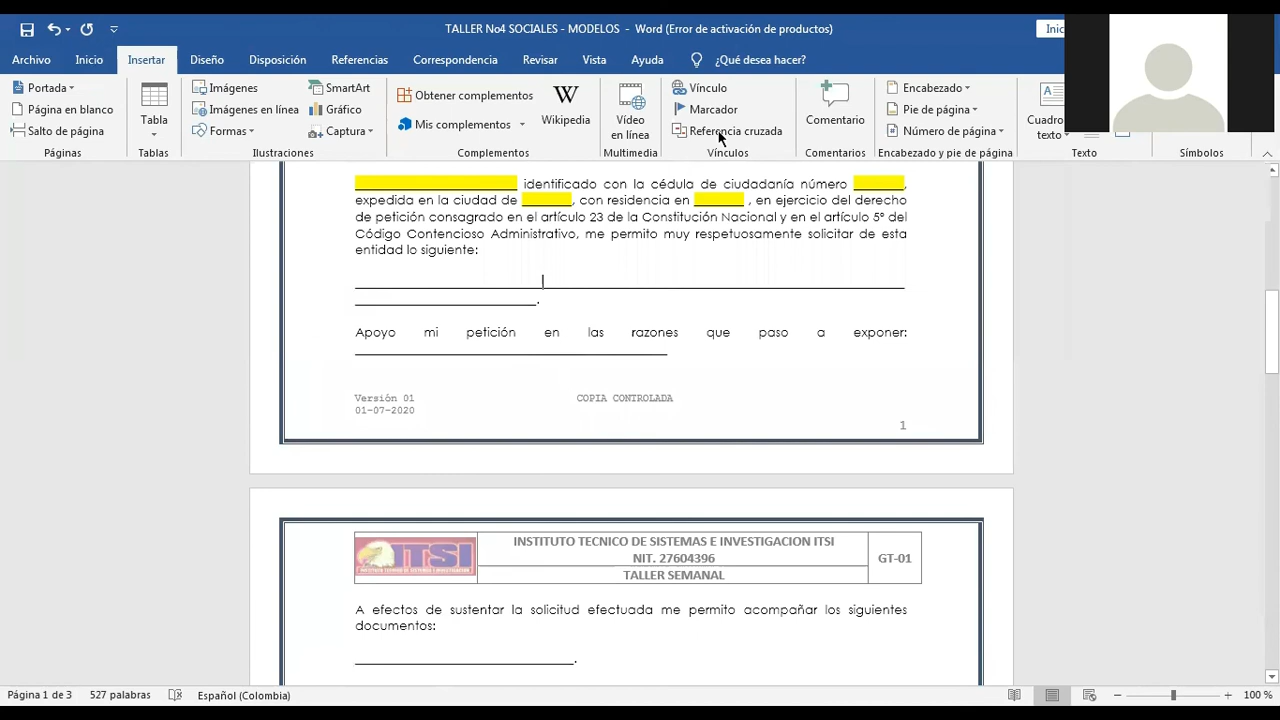 TALLER No4 SOCIALES - MODELOS - Word (Error de activación de productos)
Inic
Archivo Inicio Insertar Diseño Disposición Referencias Correspondencia Revisar Vista Ayuda ¿Qué desea hacer?
Portada
Página en blanco
Salto de página
Páginas
Tabla
Tablas
Imágenes
Imágenes en línea
Formas
SmartArt
Gráfico
Captura
Ilustraciones
Obtener complementos
Mis complementos
Wikipedia
Complementos
Vídeo
en línea
Multimedia
Vínculo
Marcador
Referencia cruzada
Vínculos
Comentario
Comentarios
Encabezado
Pie de página
Número de página
Encabezado y pie de página
texto
Texto
Símbolos
identificado con la cédula de ciudadanía número ______,
expedida en la ciudad de ______, con residencia en ______ , en ejercicio del derecho
de petición consagrado en el artículo 23 de la Constitución Nacional y en el artículo 5º del
Código Contencioso Administrativo, me permito muy respetuosamente solicitar de esta
entidad lo siguiente:
______________________.
Apoyo mi petición en las razones que paso a exponer:
Versión 01 COPIA CONTROLADA
01-07-2020
1
ITSI
INSTITUTO TECNICO DE SISTEMAS E INVESTIGACION ITSI
NIT. 27604396
TALLER SEMANAL
GT-01
A efectos de sustentar la solicitud efectuada me permito acompañar los siguientes
documentos:
__________________________.
Página 1 de 3 527 palabras Español (Colombia) 100 %